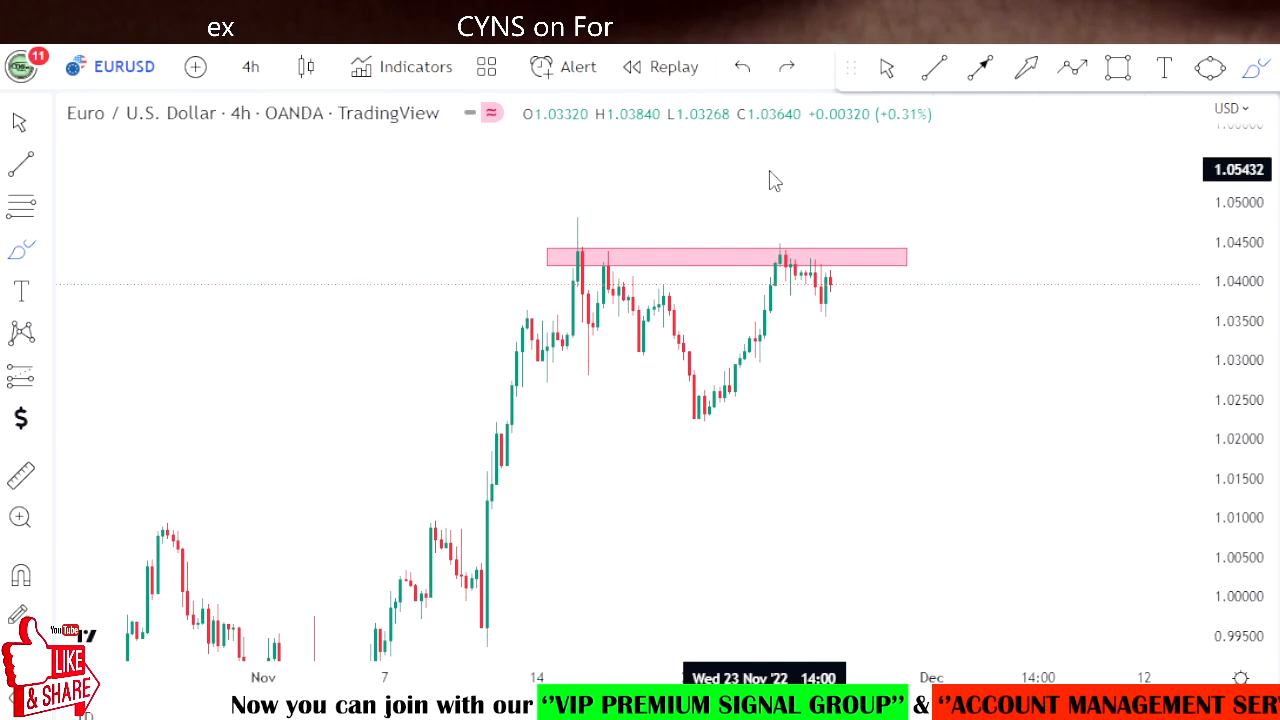 ex CYNS on For
11 EURUSD 4h Indicators Alert Replay T
Euro / U.S. Dollar · 4h · OANDA · TradingView ≈ O1.03320 H1.03840 L1.03268 C1.03640 +0.00320 (+0.31%) USD
1.05432
1.05000
1.04500
1.04000
1.03500
1.03000
1.02500
1.02000
1.01500
1.01000
1.00500
1.00000
0.99500
T
$
YouTube
LIKE
& SHARE
Nov 7 14 Wed 23 Nov '22 14:00 Dec 14:00 12
Now you can join with our ‘’VIP PREMIUM SIGNAL GROUP’’ & ‘’ACCOUNT MANAGEMENT SER